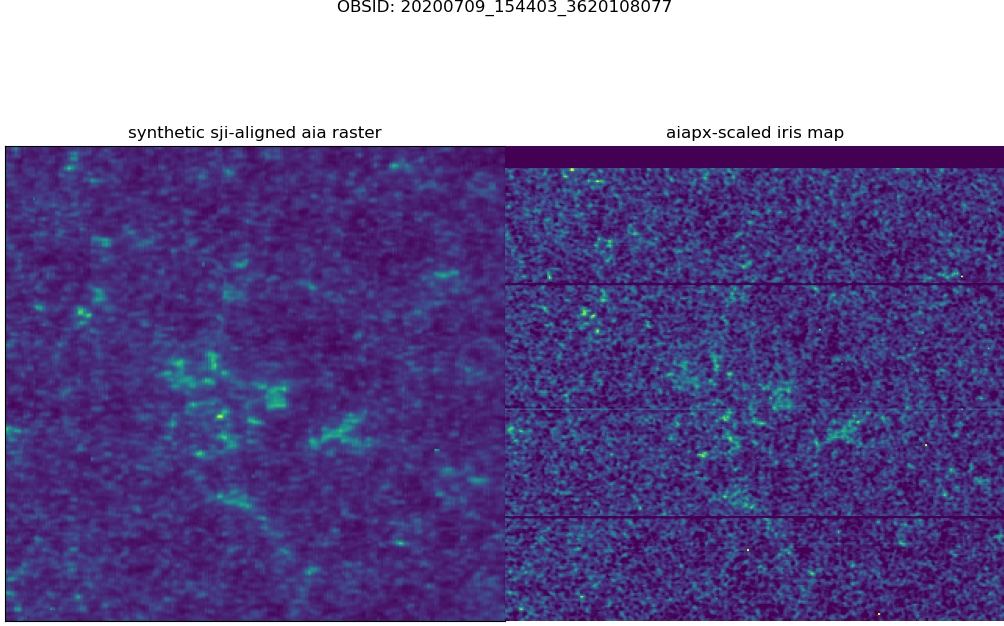 OBSID: 20200709_154403_3620108077
synthetic sji-aligned aia raster
aiapx-scaled iris map